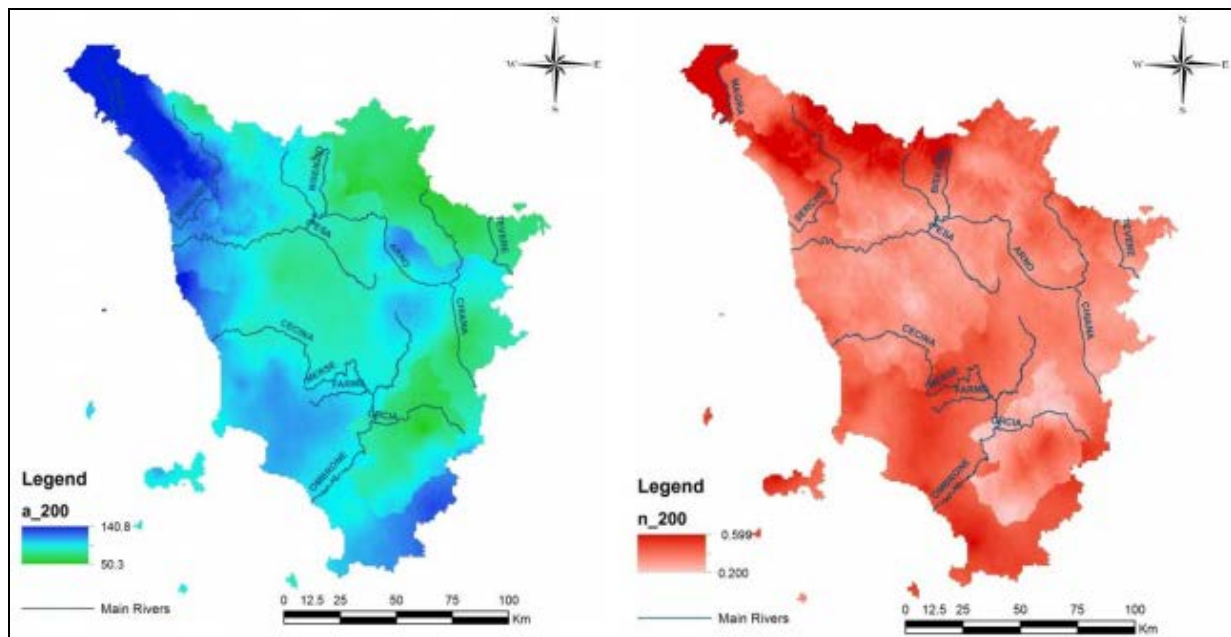 N
W E
S
BISENZIO
PESA
ARNO
TEVERE
CHIANA
CECINA
MERSE
FARMA
ORCIA
OMBRONE
Legend
a_200
140.8
50.3
Main Rivers
0 12.5 25 50 75 100
Km
N
W E
S
MAGRA
SERCHIO
BISENZIO
PESA
ARNO
TEVERE
CHIANA
CECINA
MERSE
FARMA
ORCIA
OMBRONE
Legend
n_200
0.599
0.200
Main Rivers
0 12.5 25 50 75 100
Km